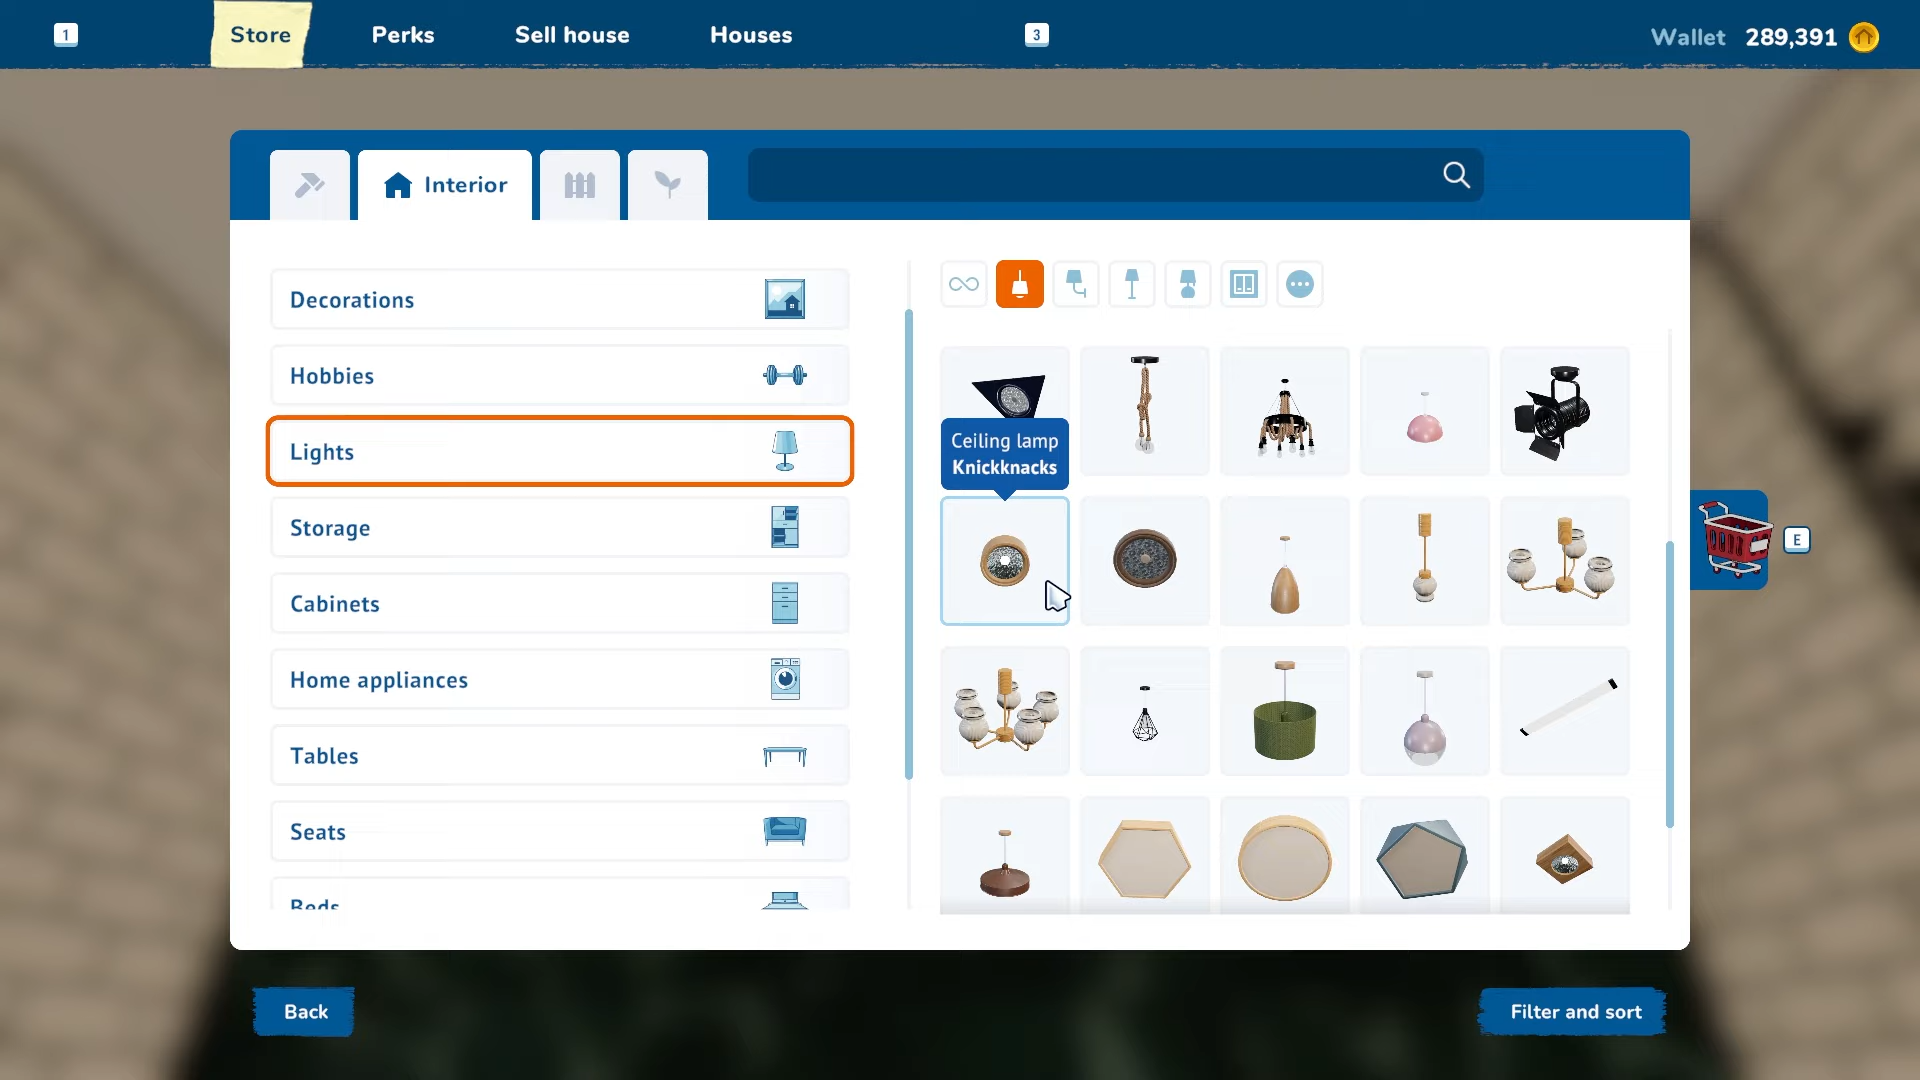 1
Store
Perks
Sell house
Houses
3
Wallet 289,391
Interior
Decorations
Hobbies
Lights
Storage
Cabinets
Home appliances
Tables
Seats
Beds
Ceiling lamp
Knickknacks
E
Back
Filter and sort